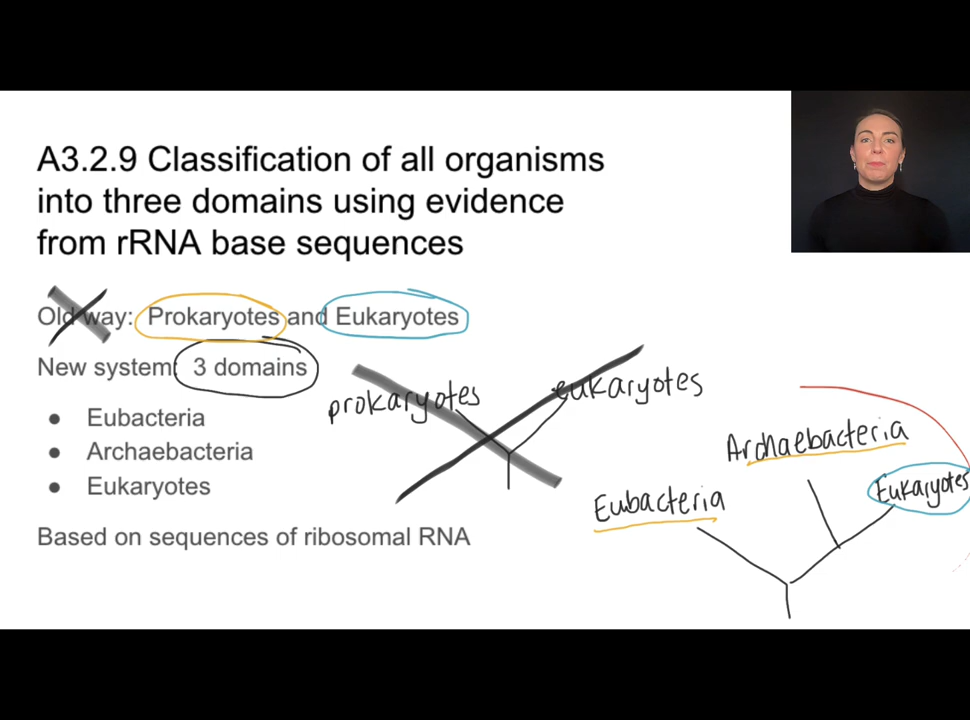 A3.2.9 Classification of all organisms
into three domains using evidence
from rRNA base sequences
Old way: Prokaryotes and Eukaryotes
New system: 3 domains
● Eubacteria
● Archaebacteria
● Eukaryotes
Based on sequences of ribosomal RNA
prokaryotes
eukaryotes
Archaebacteria
Eubacteria
Eukaryotes